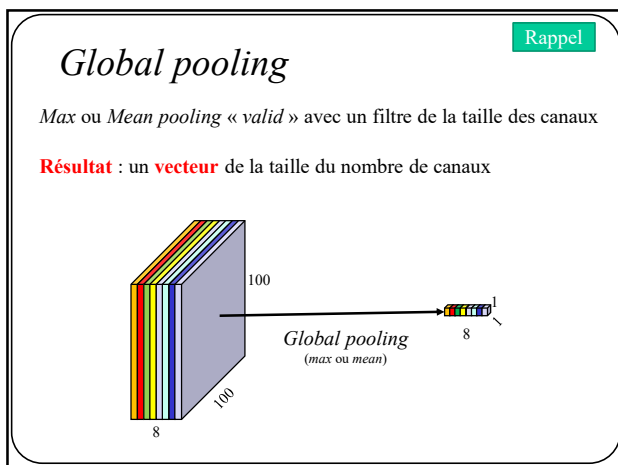 Rappel
Global pooling
Max ou Mean pooling « valid » avec un filtre de la taille des canaux
Résultat : un vecteur de la taille du nombre de canaux
100
1
1
8
Global pooling
(max ou mean)
100
8